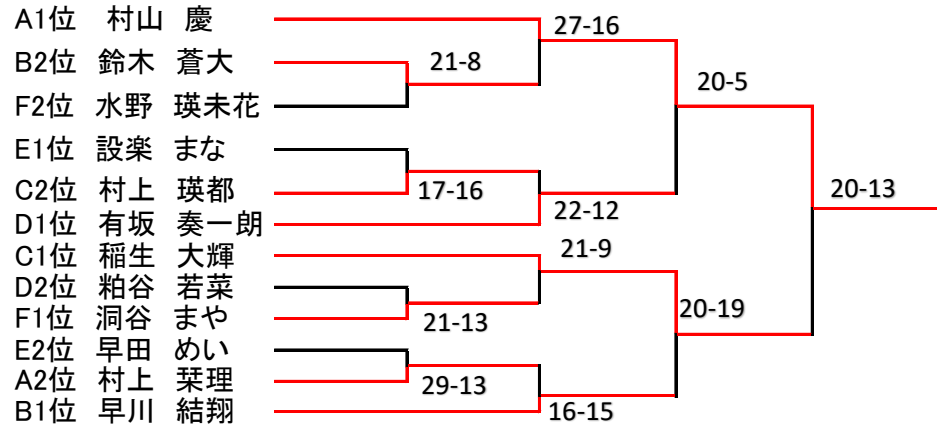 A1位 村山 慶
27-16
B2位 鈴木 蒼大
21-8
20-5
F2位 水野 瑛未花
E1位 設楽 まな
C2位 村上 瑛都
17-16
20-13
D1位 有坂 奏一朗
22-12
C1位 稲生 大輝
21-9
D2位 粕谷 若菜
F1位 洞谷 まや
21-13
20-19
E2位 早田 めい
A2位 村上 栞理
29-13
B1位 早川 結翔
16-15